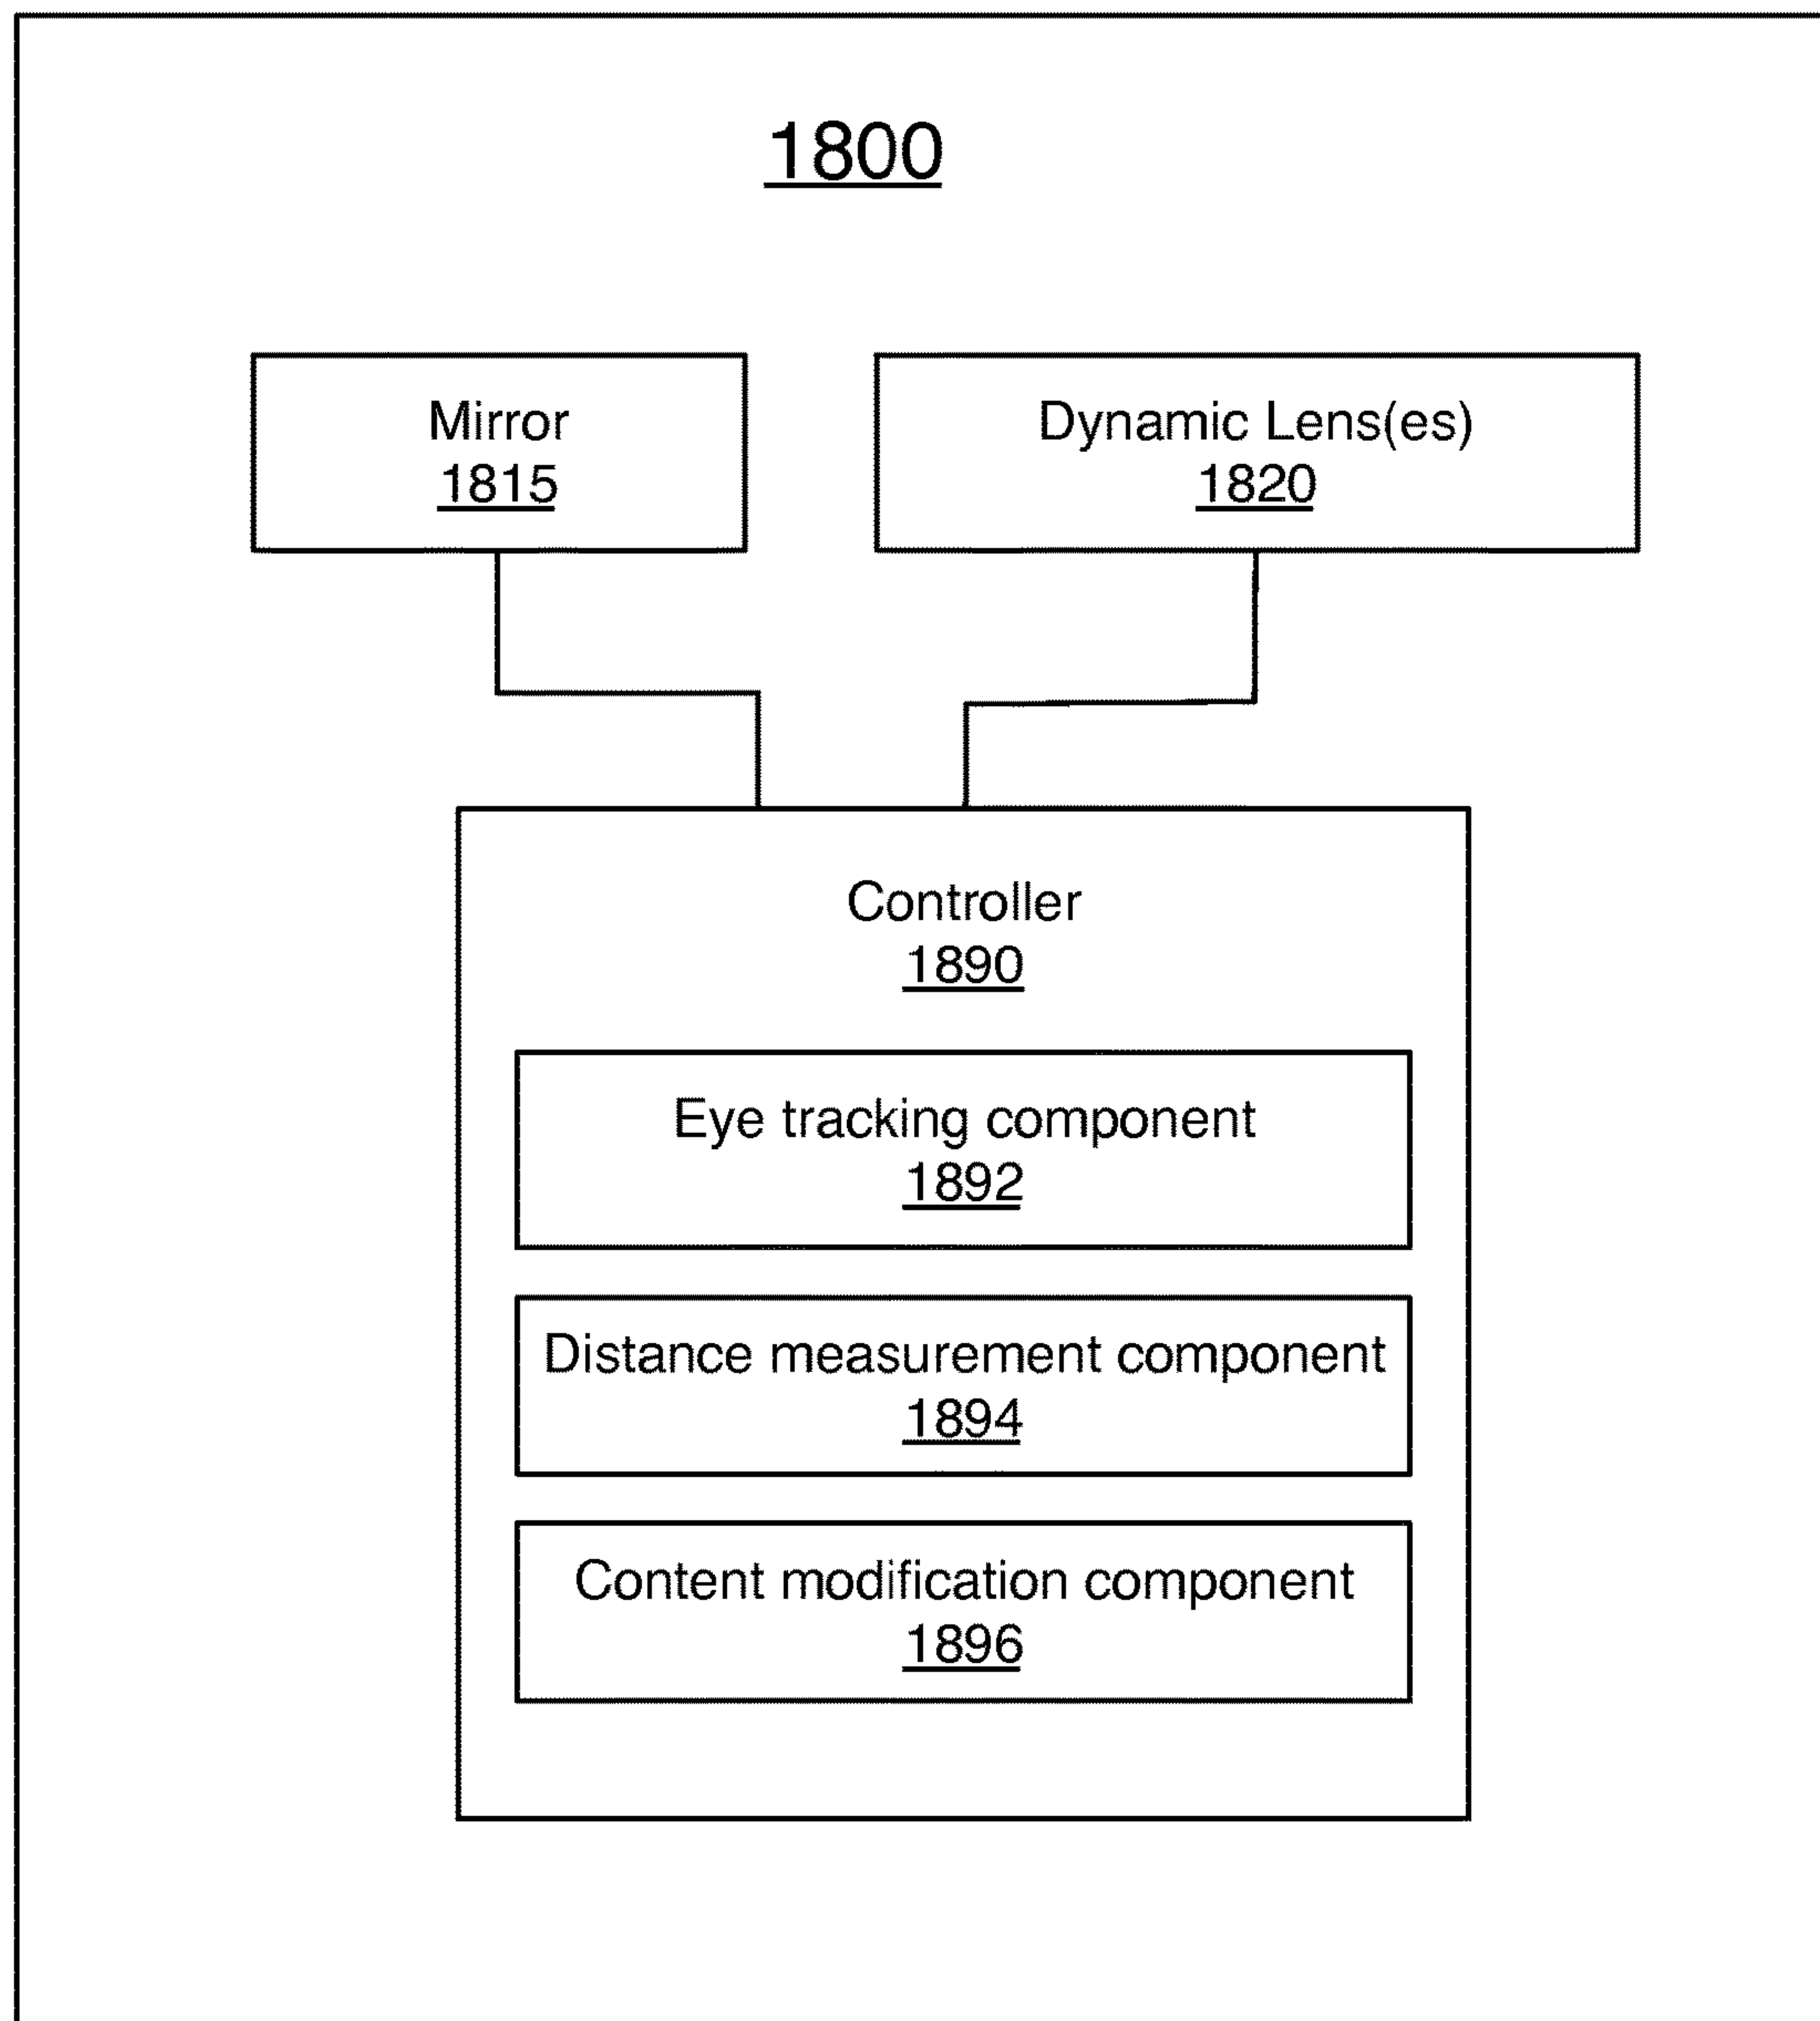 1800
Mirror
1815
Dynamic Lens(es)
1820
Controller
1890
Eye tracking component
1892
Distance measurement component
1894
Content modification component
1896